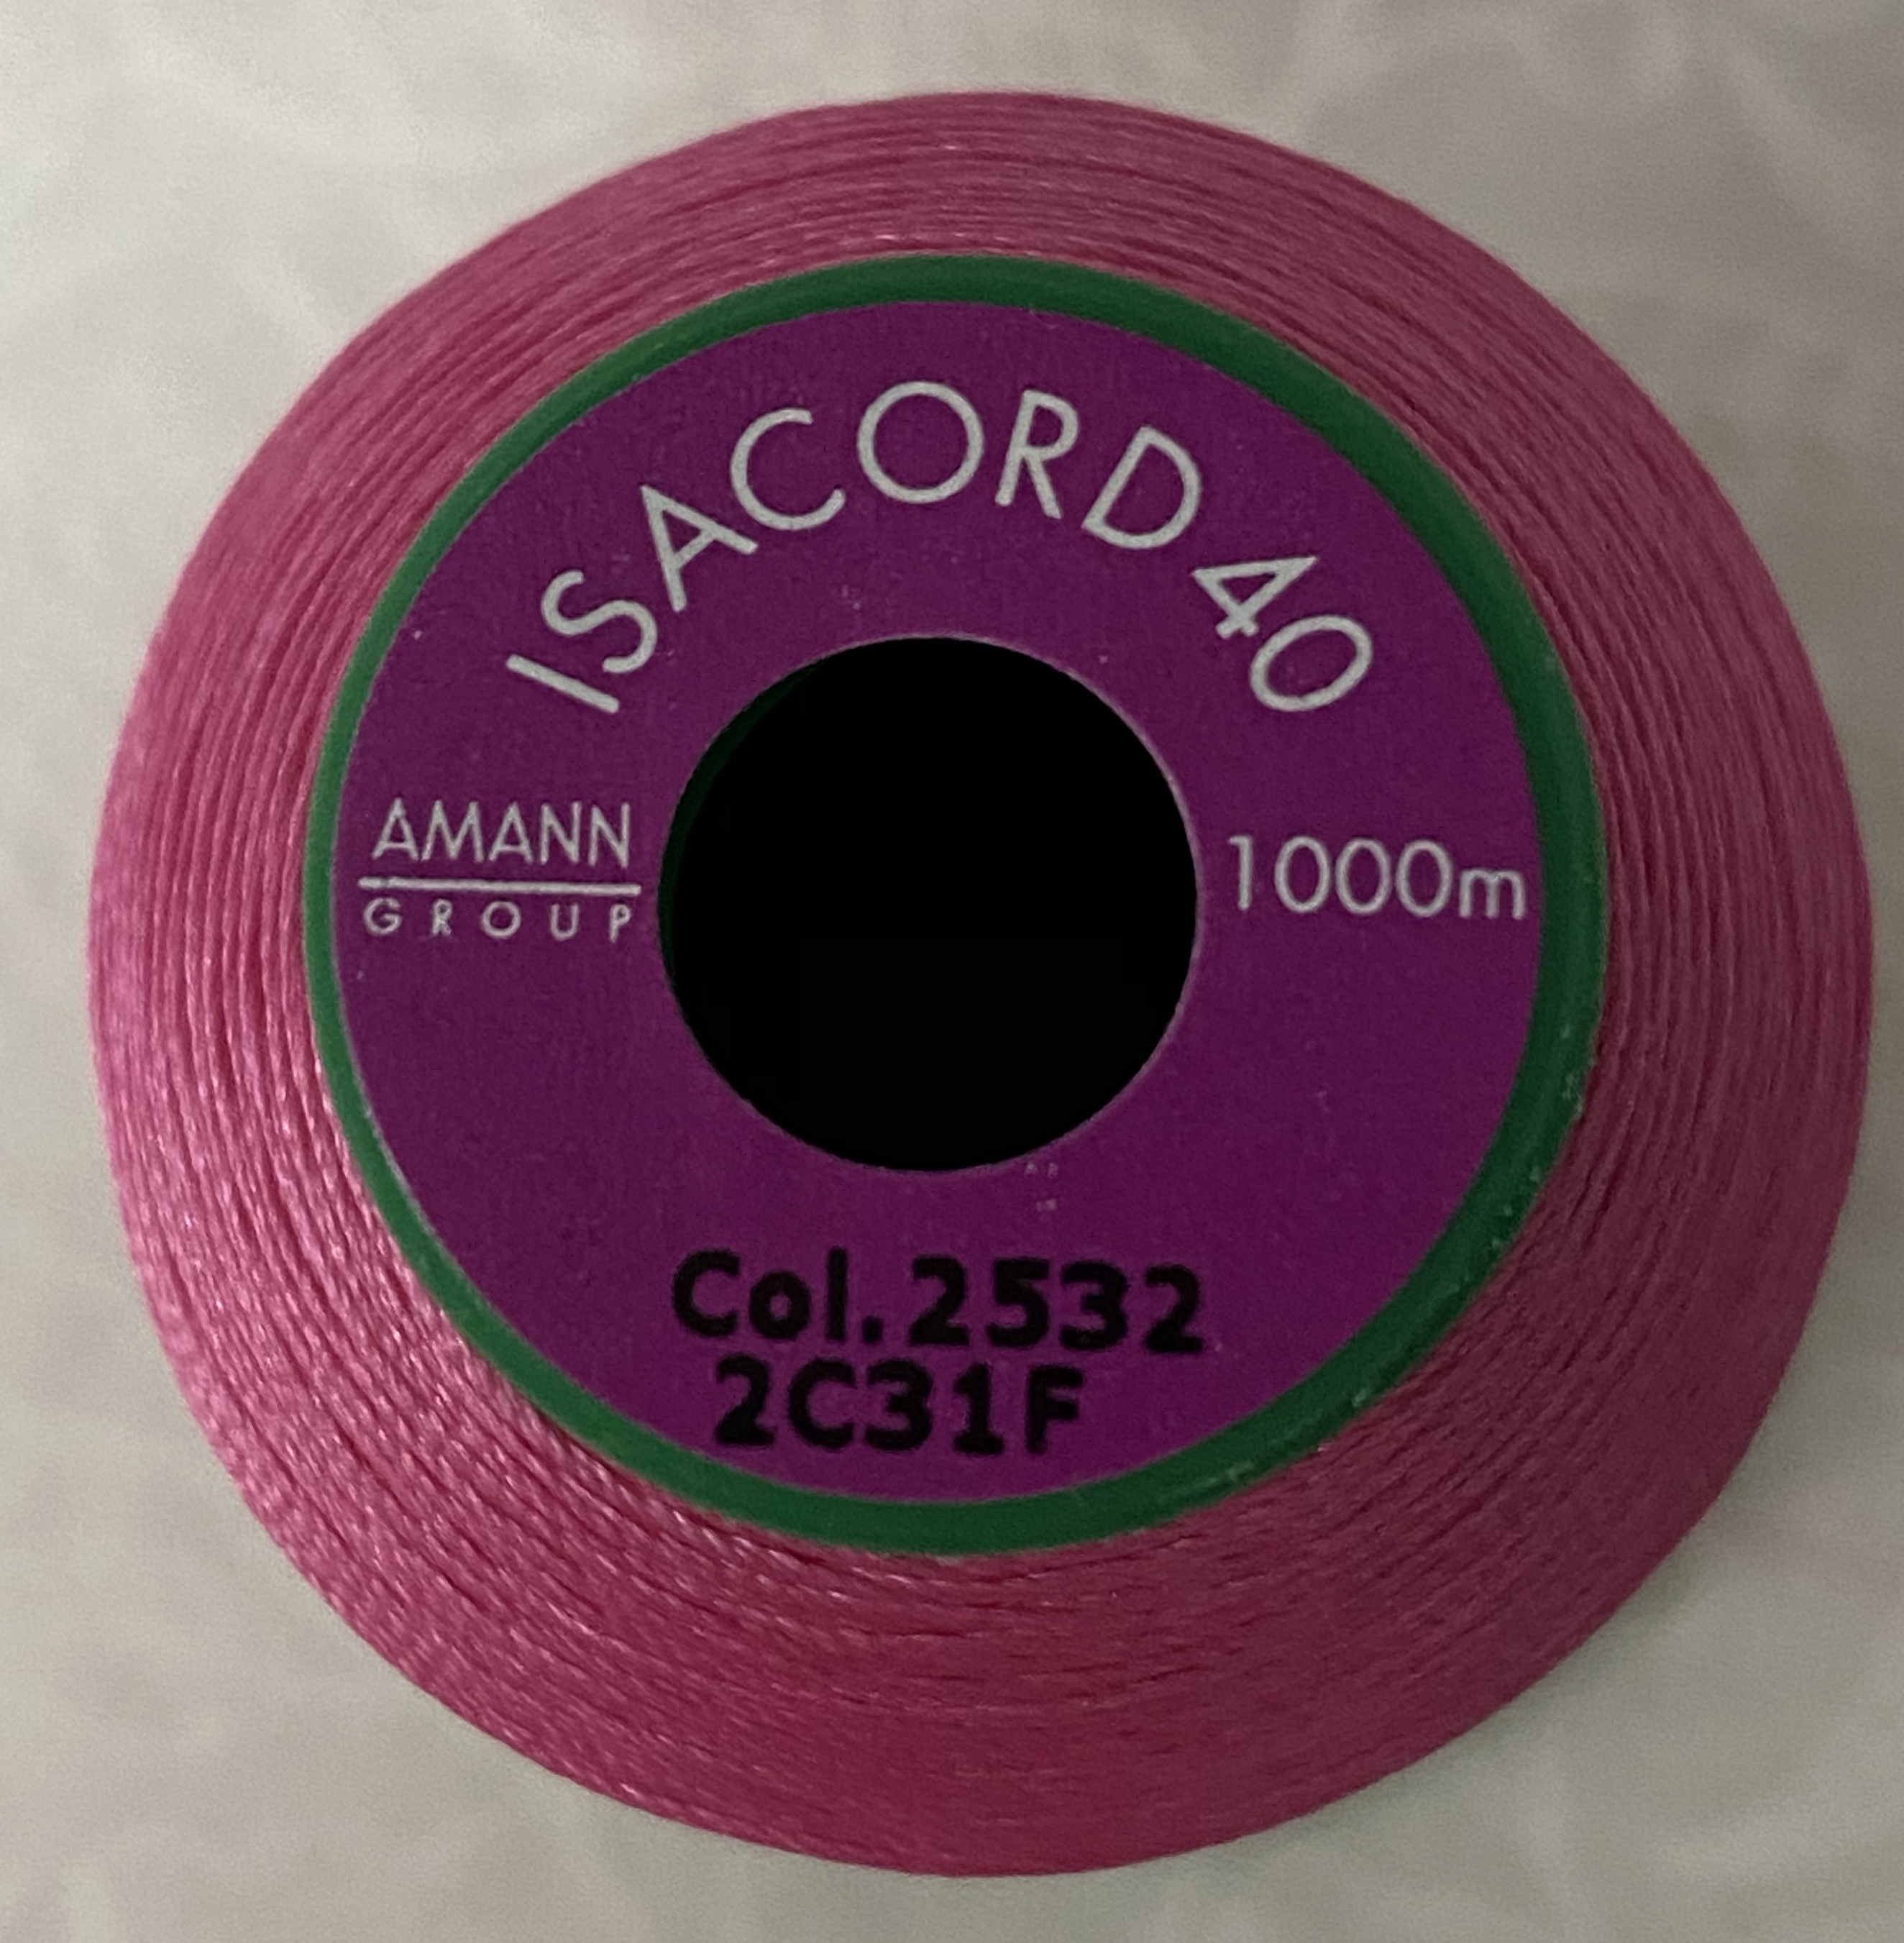 ISACORD 40
AMANN
GROUP
1000m
Col.2532
2C31F